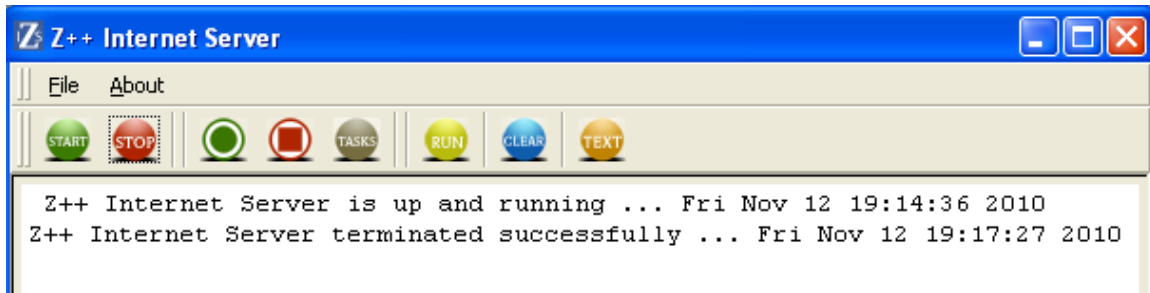 Z++ Internet Server
File About
START STOP TASKS RUN CLEAR TEXT
Z++ Internet Server is up and running ... Fri Nov 12 19:14:36 2010
Z++ Internet Server terminated successfully ... Fri Nov 12 19:17:27 2010